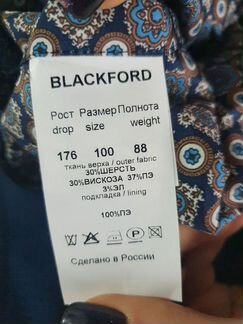 BLACKFORD
Рост Размер Полнота
drop size weight
176 100 88
ткань верха / outer fabric
30%ШЕРСТЬ
30%ВИСКОЗА 37%ПЭ
3%ЭЛ
подкладка / lining
100%ПЭ
Сделано в России